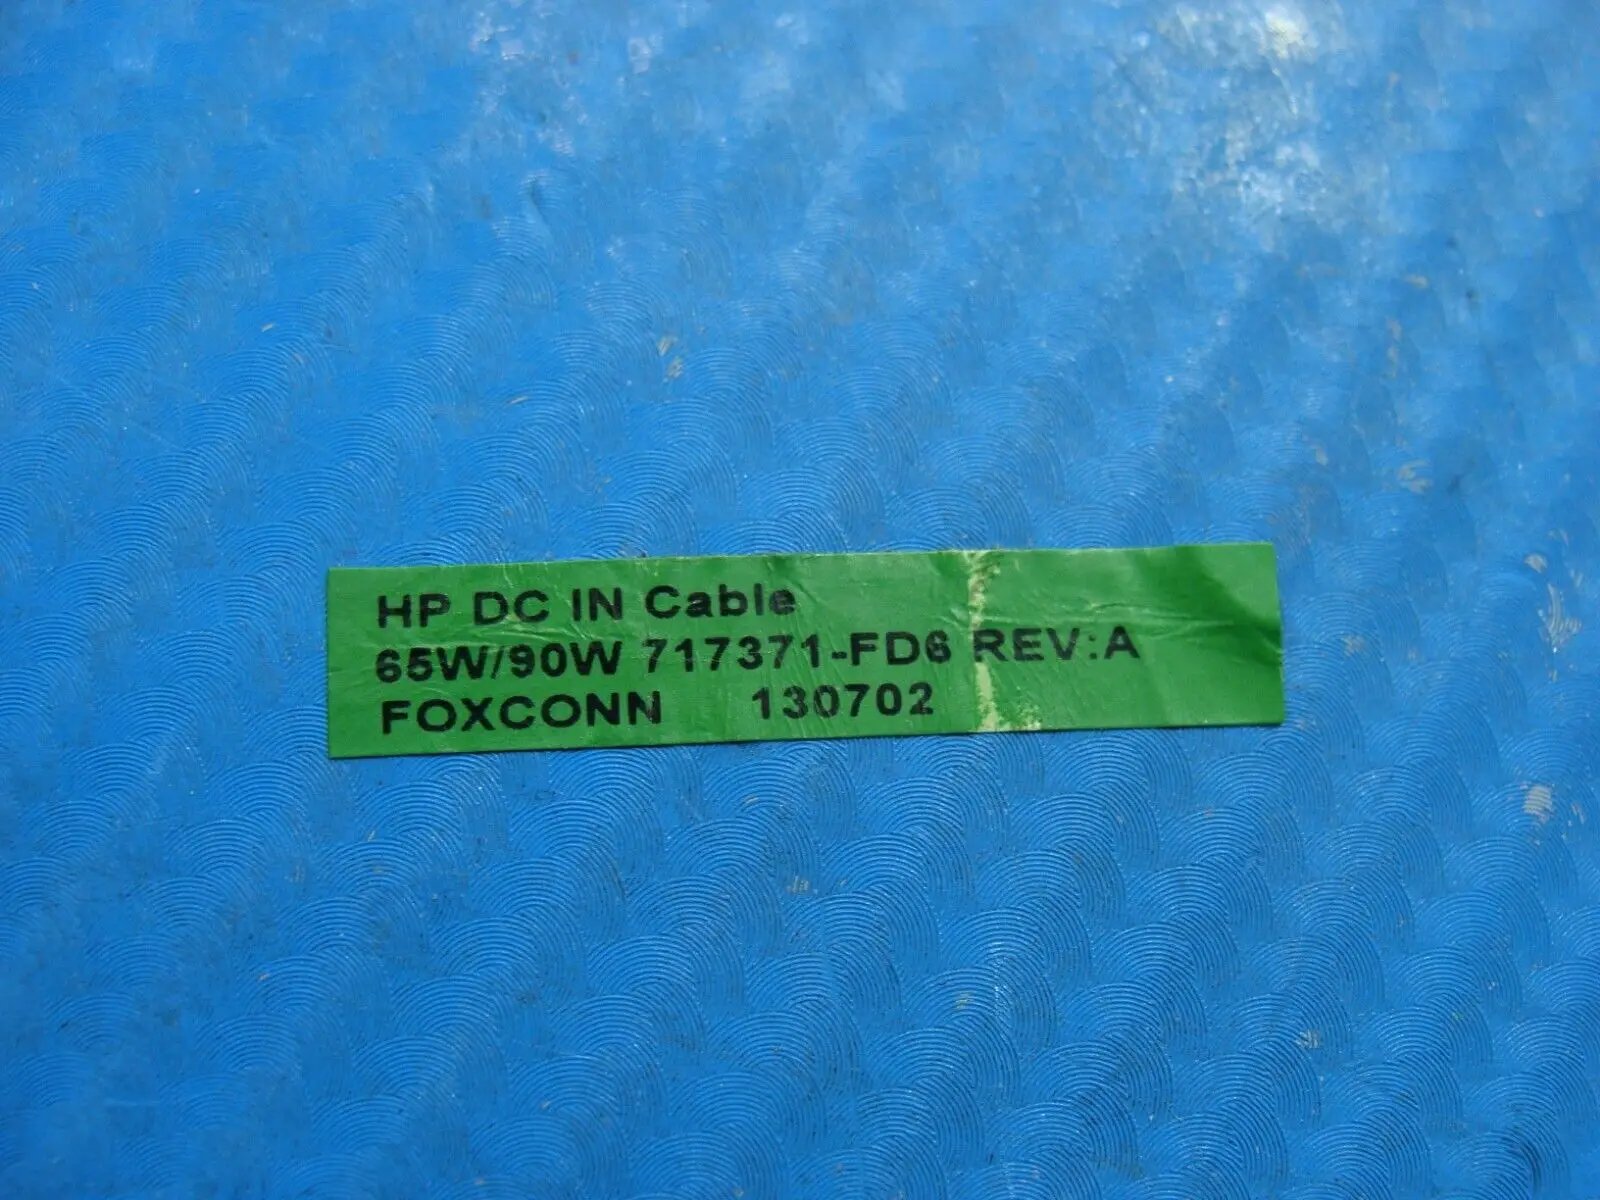 HP DC IN Cable
65W/90W 717371-FD6 REV:A
FOXCONN 130702